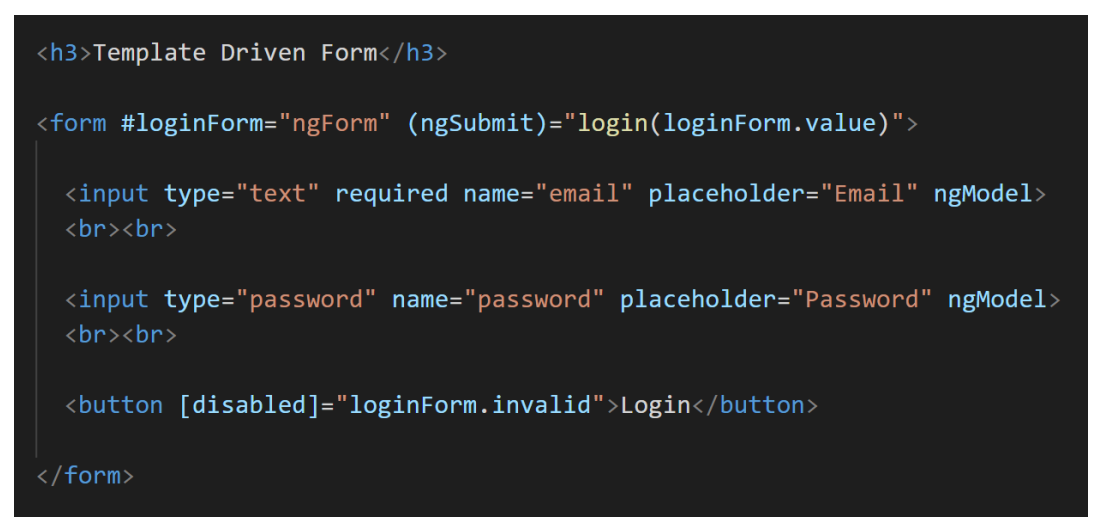 <h3>Template Driven Form</h3>
<form #loginForm="ngForm" (ngSubmit)="login(loginForm.value)">
<input type="text" required name="email" placeholder="Email" ngModel>
<br><br>
<input type="password" name="password" placeholder="Password" ngModel>
<br><br>
<button [disabled]="loginForm.invalid">Login</button>
</form>